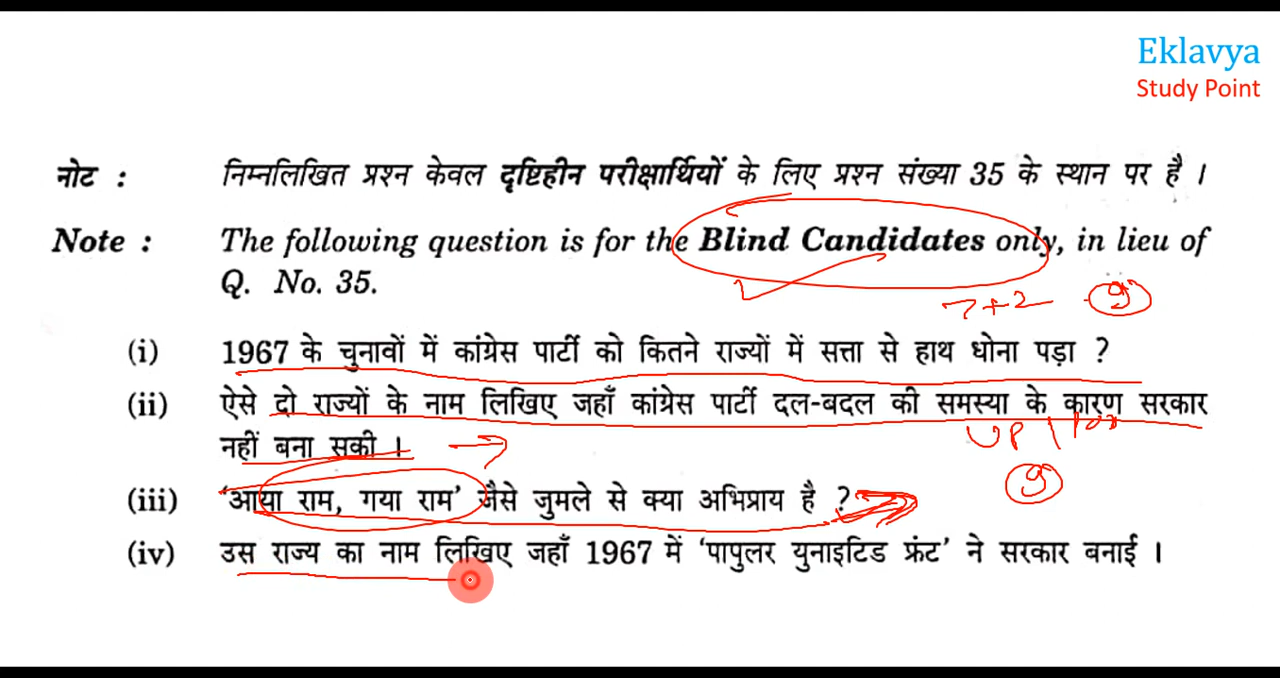 Eklavya
Study Point
नोट : निम्नलिखित प्रश्न केवल दृष्टिहीन परीक्षार्थियों के लिए प्रश्न संख्या 35 के स्थान पर है ।
Note : The following question is for the Blind Candidates only, in lieu of
Q. No. 35.
7+2 9
(i) 1967 के चुनावों में कांग्रेस पार्टी को कितने राज्यों में सत्ता से हाथ धोना पड़ा ?
(ii) ऐसे दो राज्यों के नाम लिखिए जहाँ कांग्रेस पार्टी दल-बदल की समस्या के कारण सरकार
नहीं बना सकी ।
UP
9
(iii) 'आया राम, गया राम' जैसे जुमले से क्या अभिप्राय है ?
(iv) उस राज्य का नाम लिखिए जहाँ 1967 में 'पापुलर युनाइटिड फ्रंट' ने सरकार बनाई ।